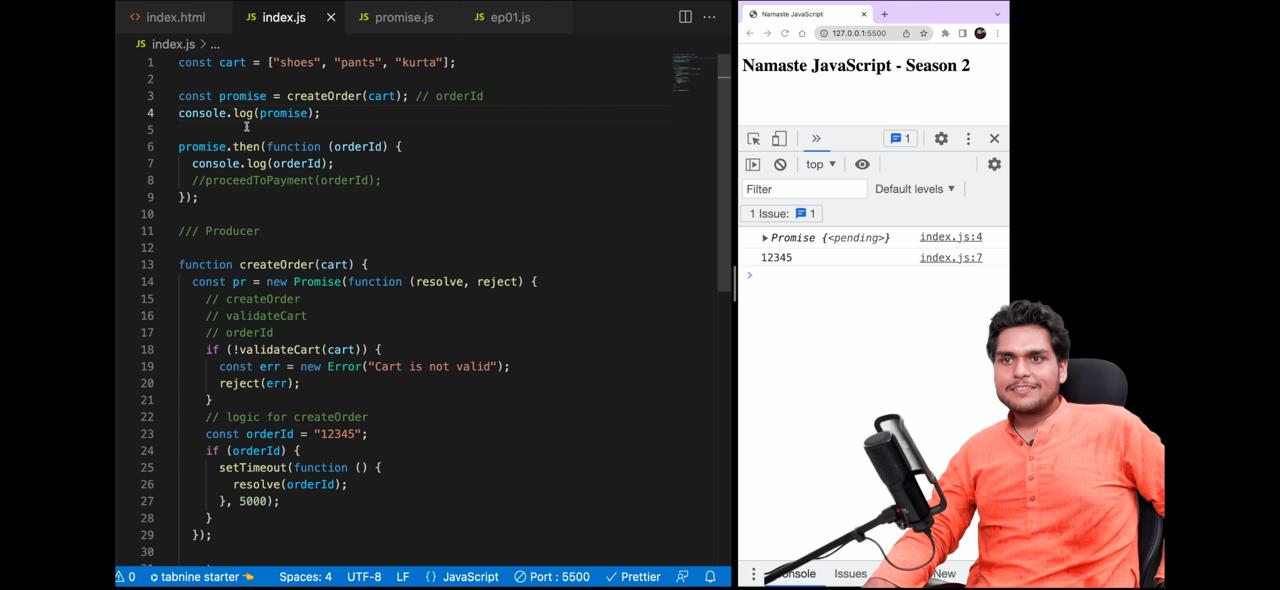 index.html
index.js
promise.js
ep01.js
index.js > ...
1 const cart = ["shoes", "pants", "kurta"];
2
3 const promise = createOrder(cart); // orderId
4 console.log(promise);
5
6 promise.then(function (orderId) {
7 console.log(orderId);
8 //proceedToPayment(orderId);
9 });
10
11 /// Producer
12
13 function createOrder(cart) {
14 const pr = new Promise(function (resolve, reject) {
15 // createOrder
16 // validateCart
17 // orderId
18 if (!validateCart(cart)) {
19 const err = new Error("Cart is not valid");
20 reject(err);
21 }
22 // logic for createOrder
23 const orderId = "12345";
24 if (orderId) {
25 setTimeout(function () {
26 resolve(orderId);
27 }, 5000);
28 }
29 });
30
0 tabnine starter Spaces: 4 UTF-8 LF {} JavaScript Port : 5500 Prettier
Namaste JavaScript
127.0.0.1:5500
Namaste JavaScript - Season 2
1
top
Filter
Default levels
1 Issue: 1
Promise {<pending>} index.js:4
12345 index.js:7
Issues
New